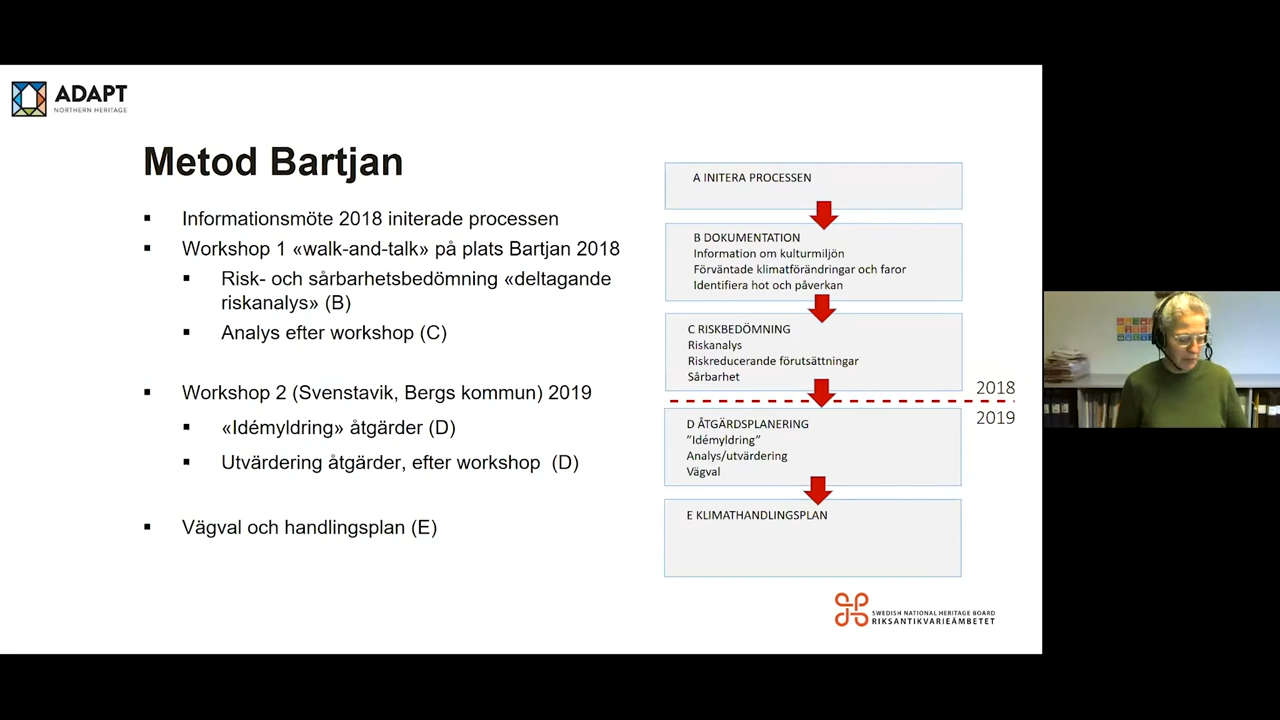 ADAPT
NORTHERN HERITAGE
Metod Bartjan
Informationsmöte 2018 initerade processen
Workshop 1 «walk-and-talk» på plats Bartjan 2018
Risk- och sårbarhetsbedömning «deltagande
riskanalys» (B)
Analys efter workshop (C)
Workshop 2 (Svenstavik, Bergs kommun) 2019
«Idémyldring» åtgärder (D)
Utvärdering åtgärder, efter workshop (D)
Vägval och handlingsplan (E)
A INITERA PROCESSEN
B DOKUMENTATION
Information om kulturmiljön
Förväntade klimatförändringar och faror
Identifiera hot och påverkan
C RISKBEDÖMNING
Riskanalys
Riskreducerande förutsättningar
Sårbarhet
2018
2019
D ÅTGÄRDSPLANERING
”Idémyldring”
Analys/utvärdering
Vägval
E KLIMATHANDLINGSPLAN
SWEDISH NATIONAL HERITAGE BOARD
RIKSANTIKVARIEÄMBETET